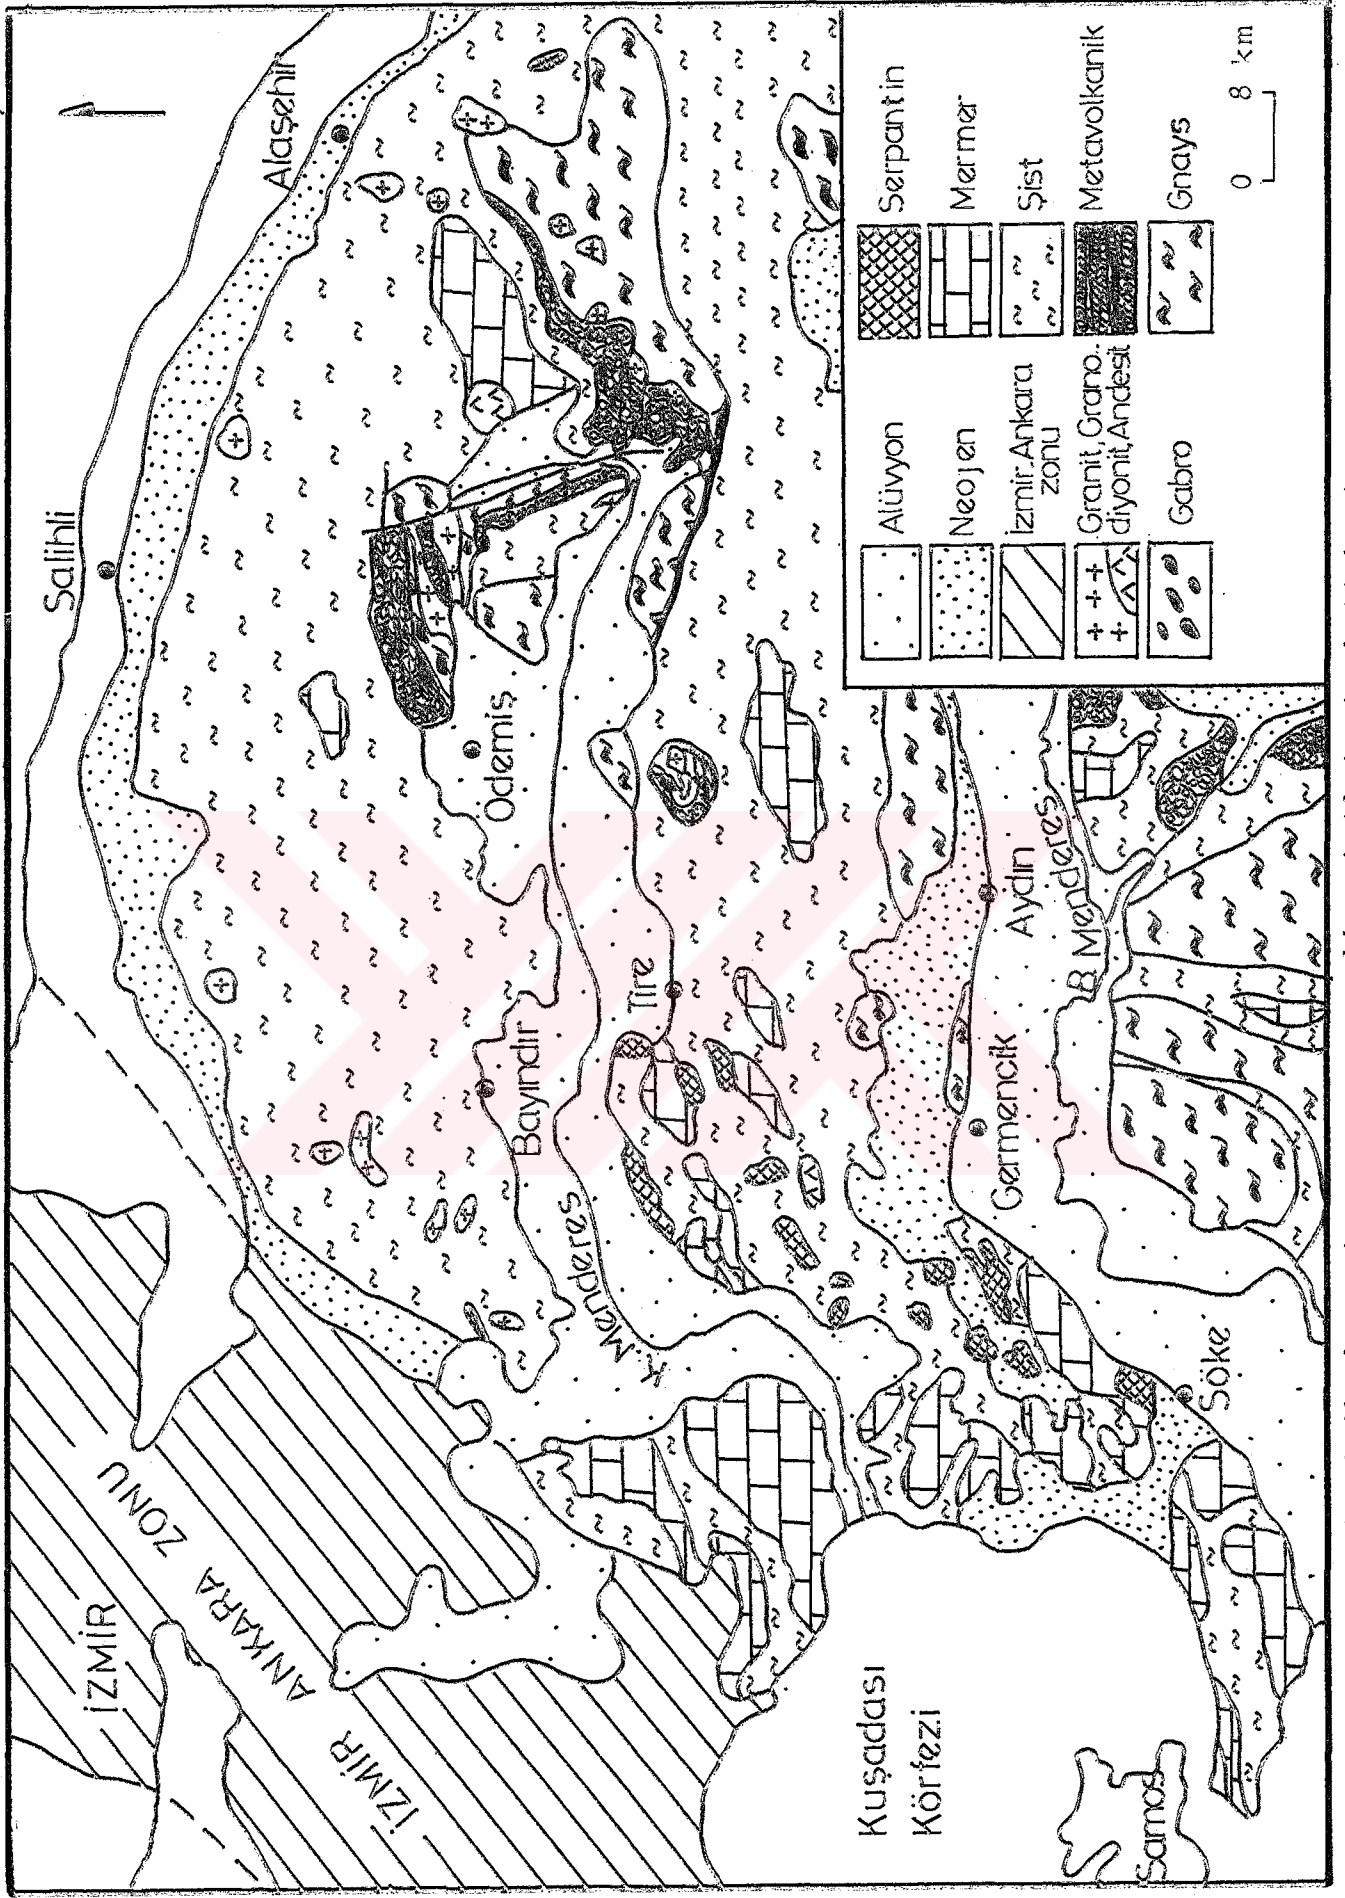 İZMİR
İZMİR ANKARA ZONU
Salihli
Alaşehir
Ödemiş
Bayındır
Tire
K. Menderes
Kuşadası
Körfezi
Samos
Söke
Germencik
Aydın
B Menderes
Alüvyon
Neojen
İzmir.Ankara
zonu
Granit, Grano..
diyonit, Andesit
Gabro
Serpantin
Mermer
Şist
Metavolkanik
Gnays
0 8 km